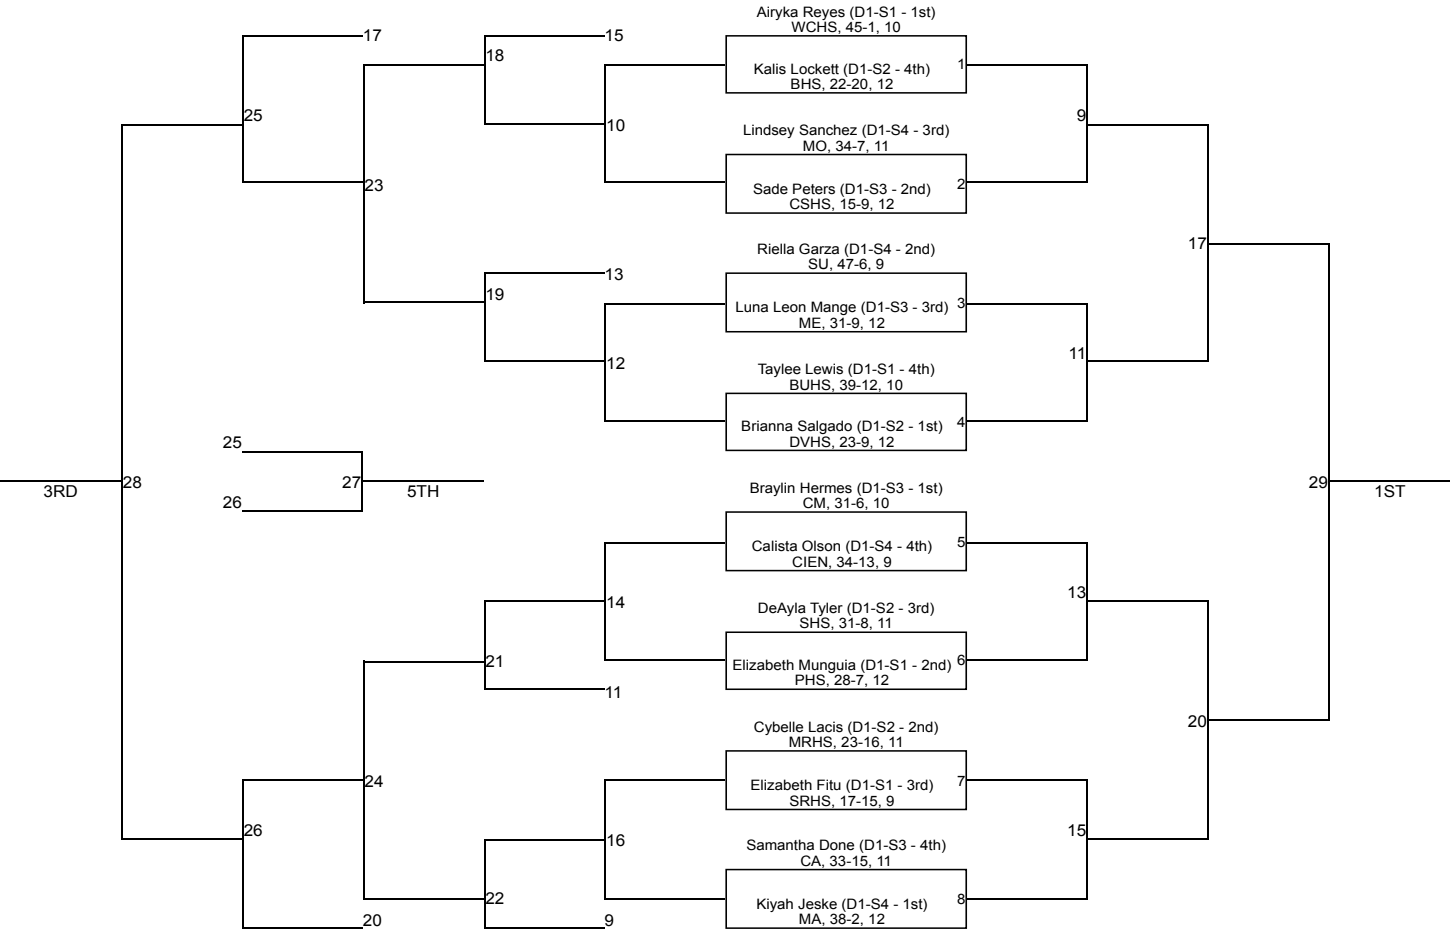 Airyka Reyes (D1-S1 - 1st)
WCHS, 45-1, 10
17
15
18
Kalis Lockett (D1-S2 - 4th)
1
BHS, 22-20, 12
25
10
9
Lindsey Sanchez (D1-S4 - 3rd)
MO, 34-7, 11
23
Sade Peters (D1-S3 - 2nd)
2
CSHS, 15-9, 12
Riella Garza (D1-S4 - 2nd)
17
SU, 47-6, 9
13
19
Luna Leon Mange (D1-S3 - 3rd)
3
ME, 31-9, 12
12
11
Taylee Lewis (D1-S1 - 4th)
BUHS, 39-12, 10
Brianna Salgado (D1-S2 - 1st)
4
DVHS, 23-9, 12
25
3RD
28
27
5TH
29
1ST
26
Braylin Hermes (D1-S3 - 1st)
CM, 31-6, 10
Calista Olson (D1-S4 - 4th)
5
CIEN, 34-13, 9
14
13
DeAyla Tyler (D1-S2 - 3rd)
SHS, 31-8, 11
21
Elizabeth Munguia (D1-S1 - 2nd)
6
PHS, 28-7, 12
11
Cybelle Lacis (D1-S2 - 2nd)
20
MRHS, 23-16, 11
24
Elizabeth Fitu (D1-S1 - 3rd)
7
SRHS, 17-15, 9
26
16
15
Samantha Done (D1-S3 - 4th)
CA, 33-15, 11
22
Kiyah Jeske (D1-S4 - 1st)
8
MA, 38-2, 12
20
9